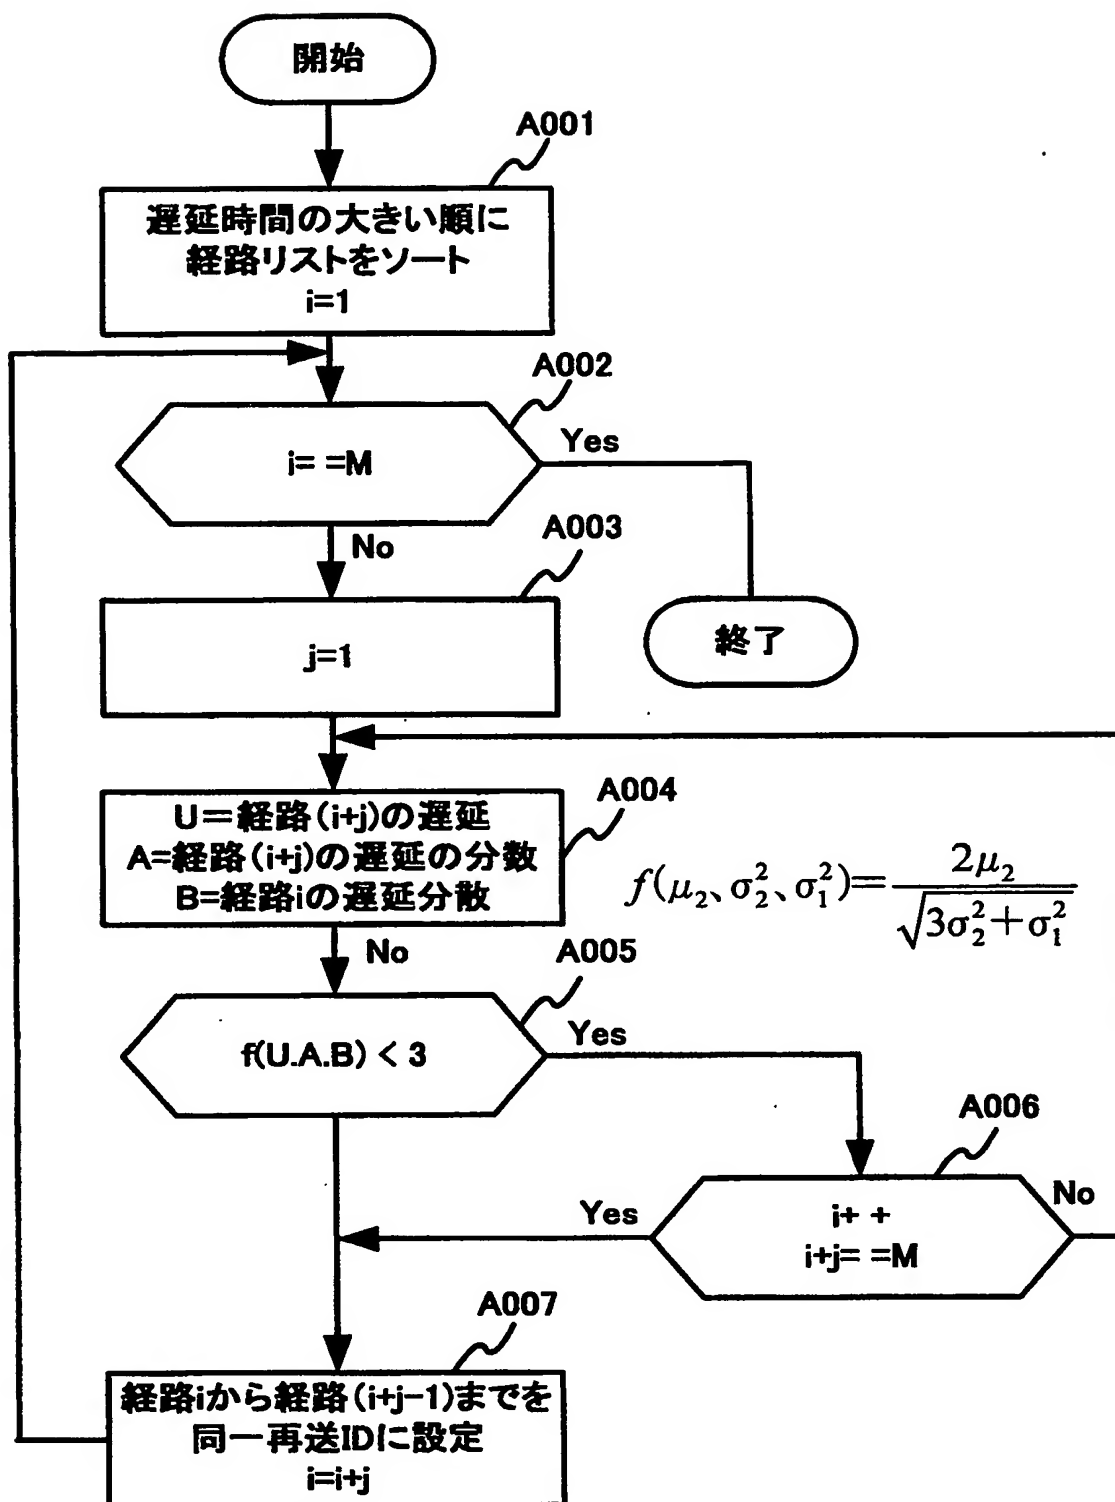 開始
A001
遅延時間の大きい順に
経路リストをソート
i=1
A002
i= =M
Yes
No
A003
j=1
終了
A004
U=経路(i+j)の遅延
A=経路(i+j)の遅延の分数
B=経路iの遅延分散
f(μ₂、σ₂²、σ₁²)=2μ₂/√(3σ₂²+σ₁²)
No
A005
f(U.A.B) < 3
Yes
A006
i+ +
i+j= =M
Yes
No
A007
経路iから経路(i+j-1)までを
同一再送IDに設定
i=i+j